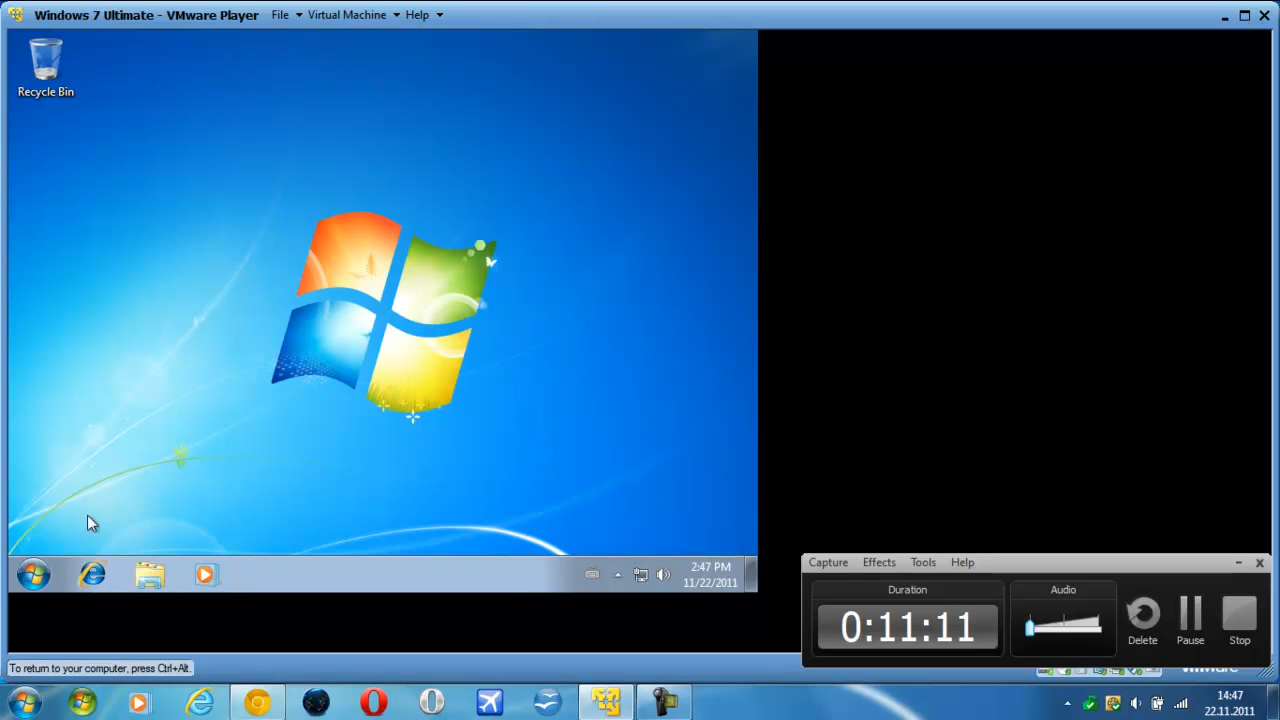 Windows 7 Ultimate - VMware Player File Virtual Machine Help
Recycle Bin
2:47 PM
11/22/2011
Capture Effects Tools Help
Duration
Audio
0:11:11
Delete Pause Stop
To return to your computer, press Ctrl+Alt.
vmware
14:47
22.11.2011